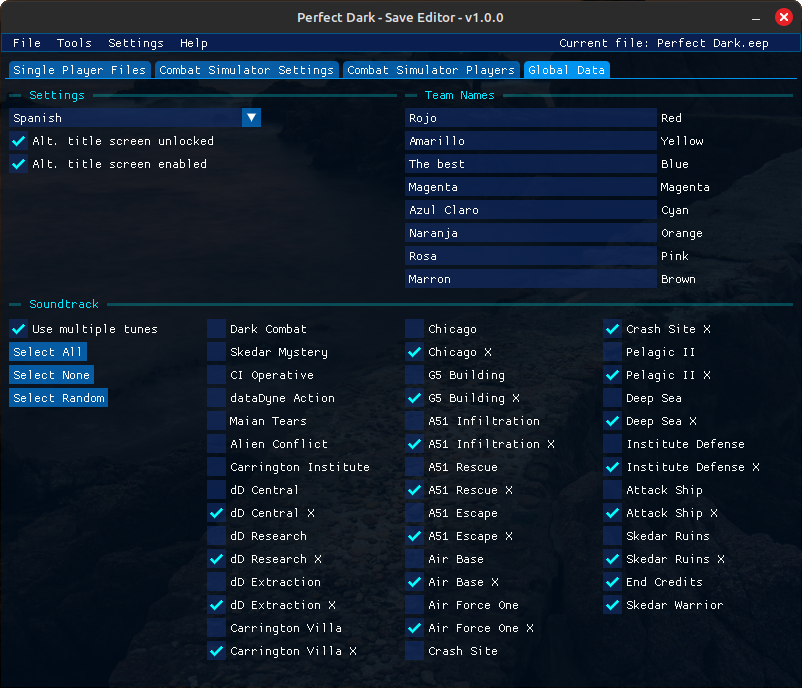 Perfect Dark - Save Editor - v1.0.0
File Tools Settings Help Current file: Perfect Dark.eep
Single Player Files Combat Simulator Settings Combat Simulator Players Global Data
Settings
Spanish
Alt. title screen unlocked
Alt. title screen enabled
Team Names
Rojo Red
Amarillo Yellow
The best Blue
Magenta Magenta
Azul Claro Cyan
Naranja Orange
Rosa Pink
Marron Brown
Soundtrack
Use multiple tunes
Select All
Select None
Select Random
Dark Combat
Skedar Mystery
CI Operative
dataDyne Action
Maian Tears
Alien Conflict
Carrington Institute
dD Central
dD Central X
dD Research
dD Research X
dD Extraction
dD Extraction X
Carrington Villa
Carrington Villa X
Chicago
Chicago X
G5 Building
G5 Building X
A51 Infiltration
A51 Infiltration X
A51 Rescue
A51 Rescue X
A51 Escape
A51 Escape X
Air Base
Air Base X
Air Force One
Air Force One X
Crash Site
Crash Site X
Pelagic II
Pelagic II X
Deep Sea
Deep Sea X
Institute Defense
Institute Defense X
Attack Ship
Attack Ship X
Skedar Ruins
Skedar Ruins X
End Credits
Skedar Warrior